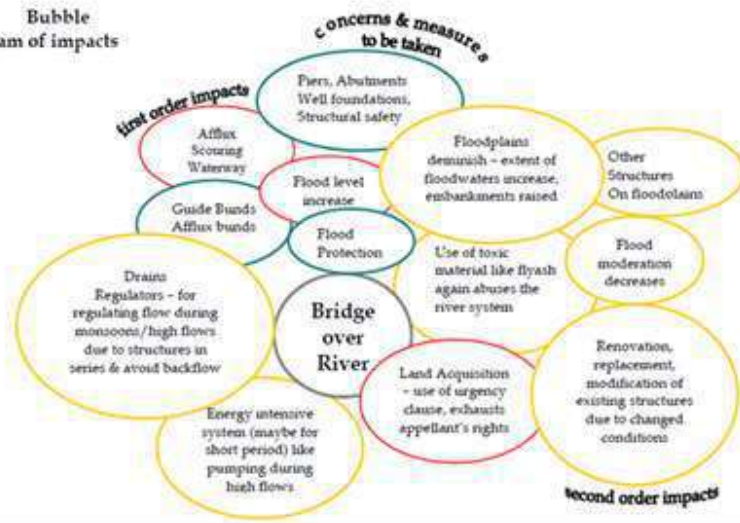 Bubble
am of impacts
concerns & measures
to be taken
first order impacts
Piers, Abutments
Well foundations,
Structural safety
Afflux
Scouring
Waterway
Floodplains
deminish – extent of
floodwaters increase,
embankments raised
Other
Structures
On floodolains
Flood level
increase
Guide Bunds
Afflux bunds
Flood
Protection
Use of toxic
material like flyash
again abuses the
river system
Flood
moderation
decreases
Drains
Regulators – for
regulating flow during
monsoons/high flows
due to structures in
series & avoid backflow
Bridge
over
River
Land Acquisition
– use of urgency
clause, exhausts
appellant's rights
Renovation,
replacement,
modification of
existing structures
due to changed
conditions
Energy intensive
system (maybe for
short period) like
pumping during
high flows
second order impacts